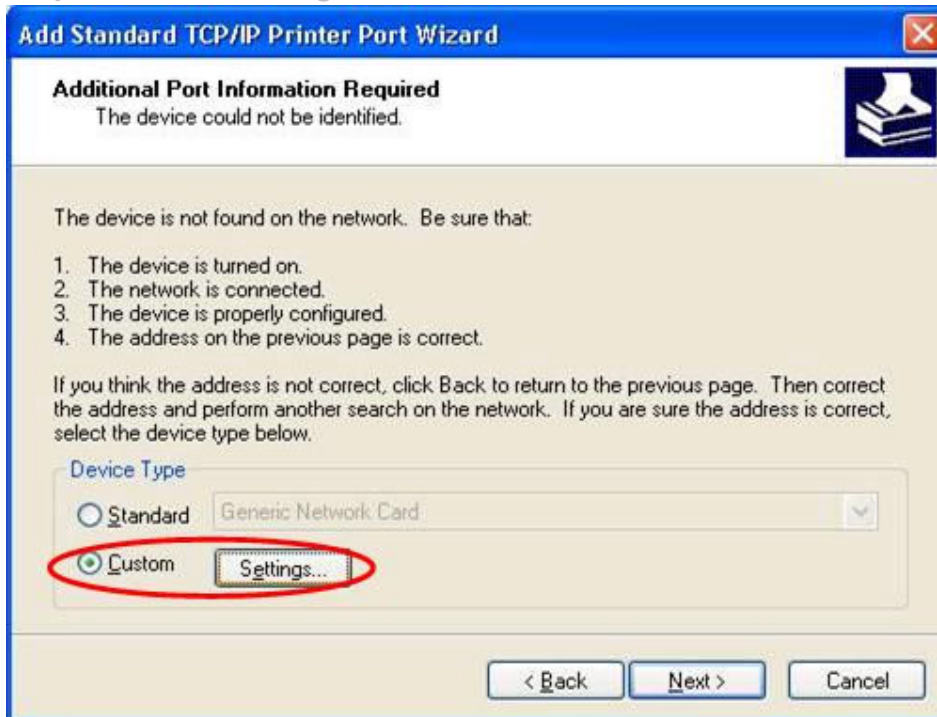 Add Standard TCP/IP Printer Port Wizard
Additional Port Information Required
The device could not be identified.
The device is not found on the network. Be sure that:
1. The device is turned on.
2. The network is connected.
3. The device is properly configured.
4. The address on the previous page is correct.
If you think the address is not correct, click Back to return to the previous page. Then correct
the address and perform another search on the network. If you are sure the address is correct,
select the device type below.
Device Type
Standard Generic Network Card
Custom Settings...
< Back Next > Cancel